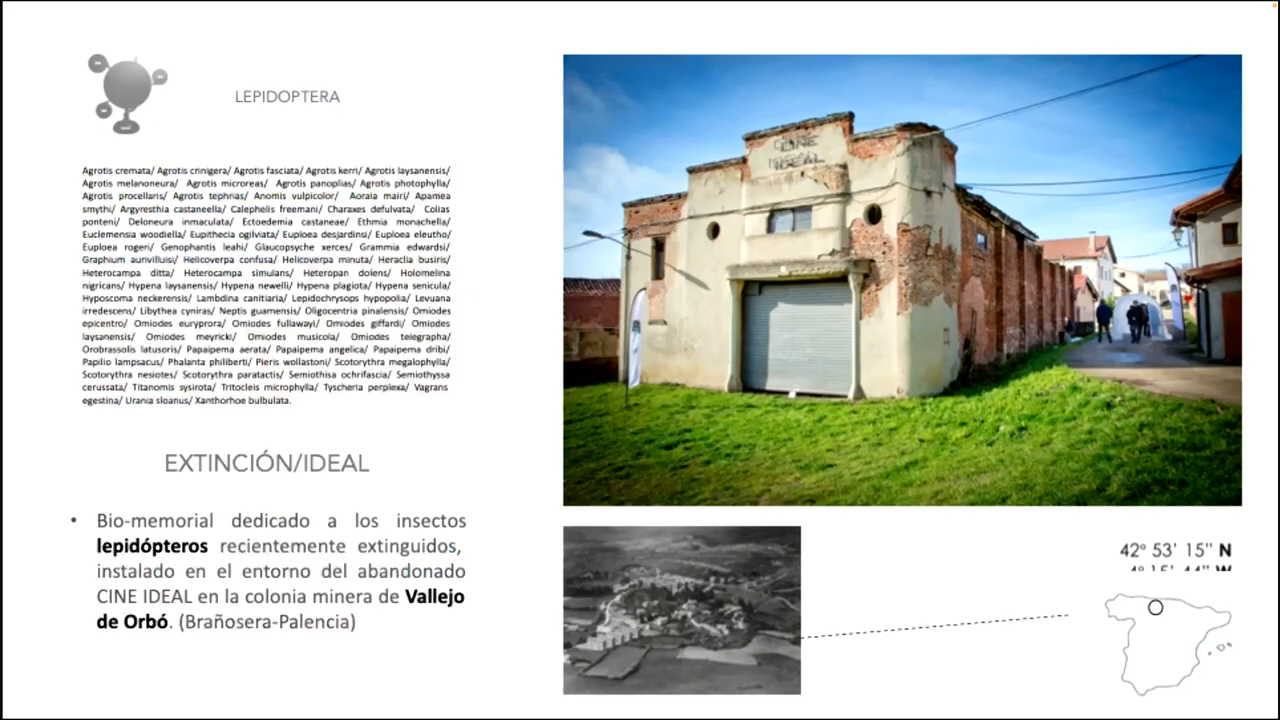 LEPIDOPTERA
Agrotis cremata/ Agrotis crinigera/ Agrotis fasciata/ Agrotis kerri/ Agrotis laysanensis/
Agrotis melanoneura/ Agrotis microreas/ Agrotis panoplias/ Agrotis photophylla/
Agrotis procellaris/ Agrotis tephnas/ Anomis vulpicolor/ Aoraia mairi/ Apamea
smythi/ Argyresthia castaneella/ Calephelis freemani/ Charaxes defulvata/ Colias
ponteni/ Deloneura inmaculata/ Ectoedemia castaneae/ Ethmia monachella/
Euclemensia woodiella/ Eupithecia ogilviata/ Euploea desjardinsi/ Euploea eleutho/
Euploea rogeri/ Genophantis leahi/ Glaucopsyche xerces/ Grammia edwardsi/
Graphium aurivilluisi/ Helicoverpa confusa/ Helicoverpa minuta/ Heraclia busiris/
Heterocampa ditta/ Heterocampa simulans/ Heteropan dolens/ Holomelina
nigricans/ Hypena laysanensis/ Hypena newelli/ Hypena plagiota/ Hypena senicula/
Hyposcoma neckerensis/ Lambdina canitiaria/ Lepidochrysops hypopolia/ Levuana
irredescens/ Libythea cyniras/ Neptis guamensis/ Oligocentria pinalensis/ Omiodes
epicentro/ Omiodes euryprora/ Omiodes fullawayi/ Omiodes giffardi/ Omiodes
laysanensis/ Omiodes meyricki/ Omiodes musicola/ Omiodes telegrapha/
Orobrassolis latusoris/ Papaipema aerata/ Papaipema angelica/ Papaipema dribi/
Papilio lampsacus/ Phalanta philiberti/ Pieris wollastoni/ Scotorythra megalophylla/
Scotorythra nesiotes/ Scotorythra paratactis/ Semiothisa ochrifascia/ Semiothyssa
cerussata/ Titanomis sysirota/ Tritocleis microphylla/ Tyscheria perplexa/ Vagrans
egestina/ Urania sloanus/ Xanthorhoe bulbulata.
EXTINCIÓN/IDEAL
• Bio-memorial dedicado a los insectos
lepidópteros recientemente extinguidos,
instalado en el entorno del abandonado
CINE IDEAL en la colonia minera de Vallejo
de Orbó. (Brañosera-Palencia)
CINE
IDEAL
42º 53' 15" N
4º 15' 44" W